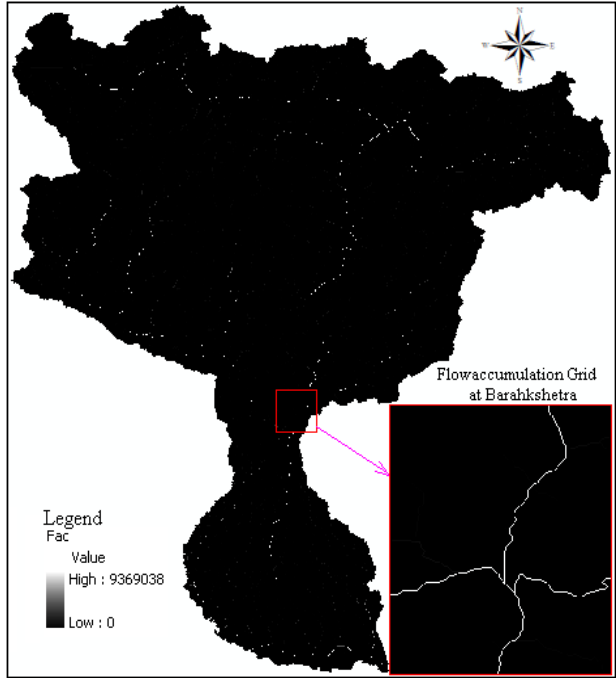 N
W
E
S
Flowaccumulation Grid
at Barahkshetra
Legend
Fac
Value
High : 9369038
Low : 0